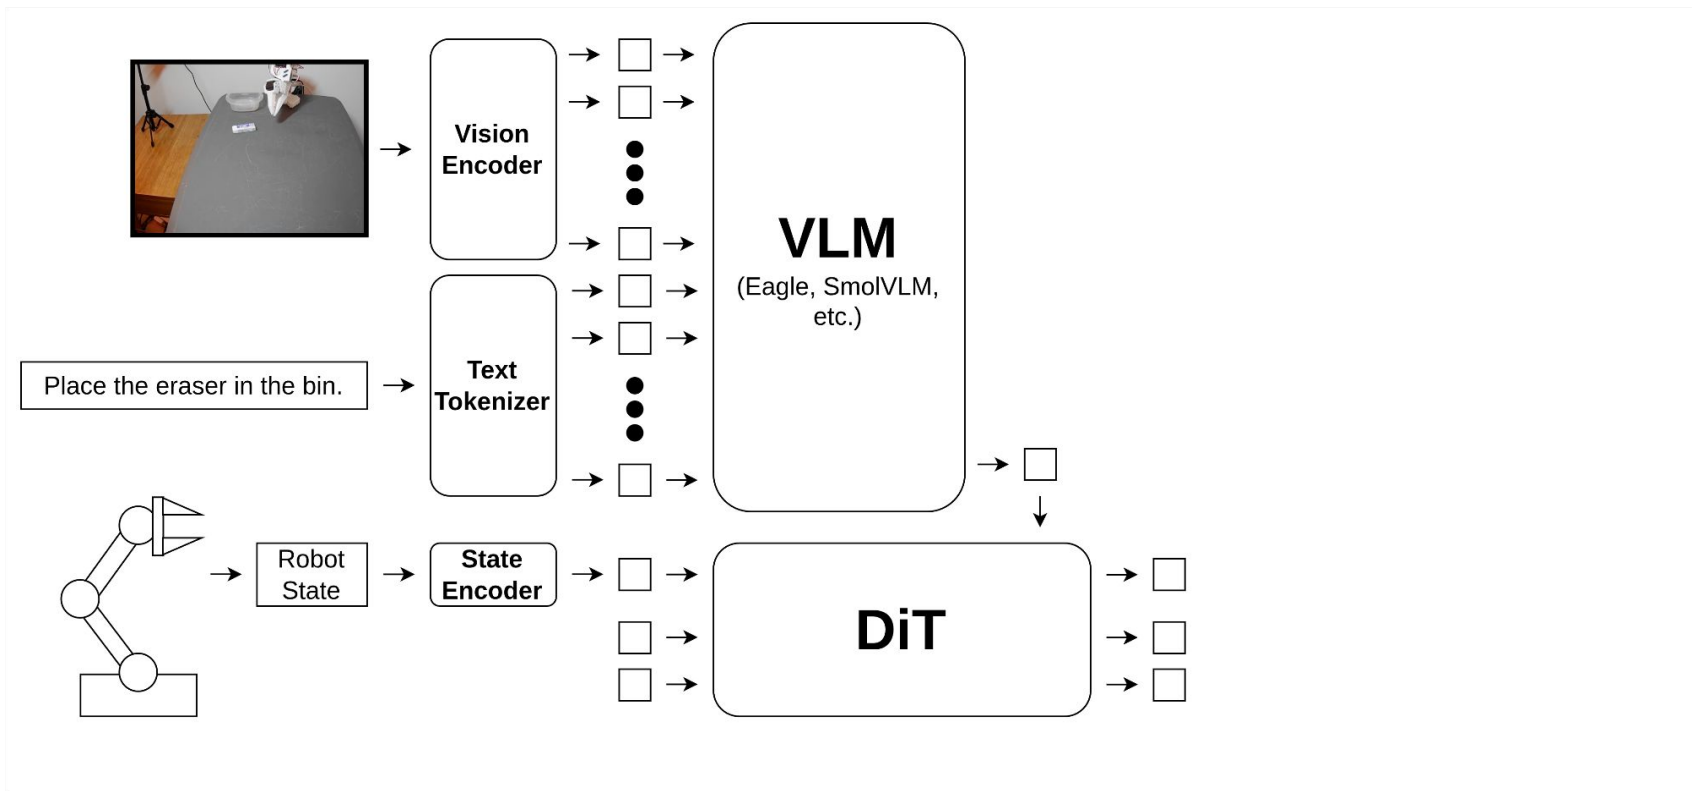 Vision
Encoder
VLM
(Eagle, SmolVLM,
etc.)
Place the eraser in the bin.
Text
Tokenizer
Robot
State
State
Encoder
DiT